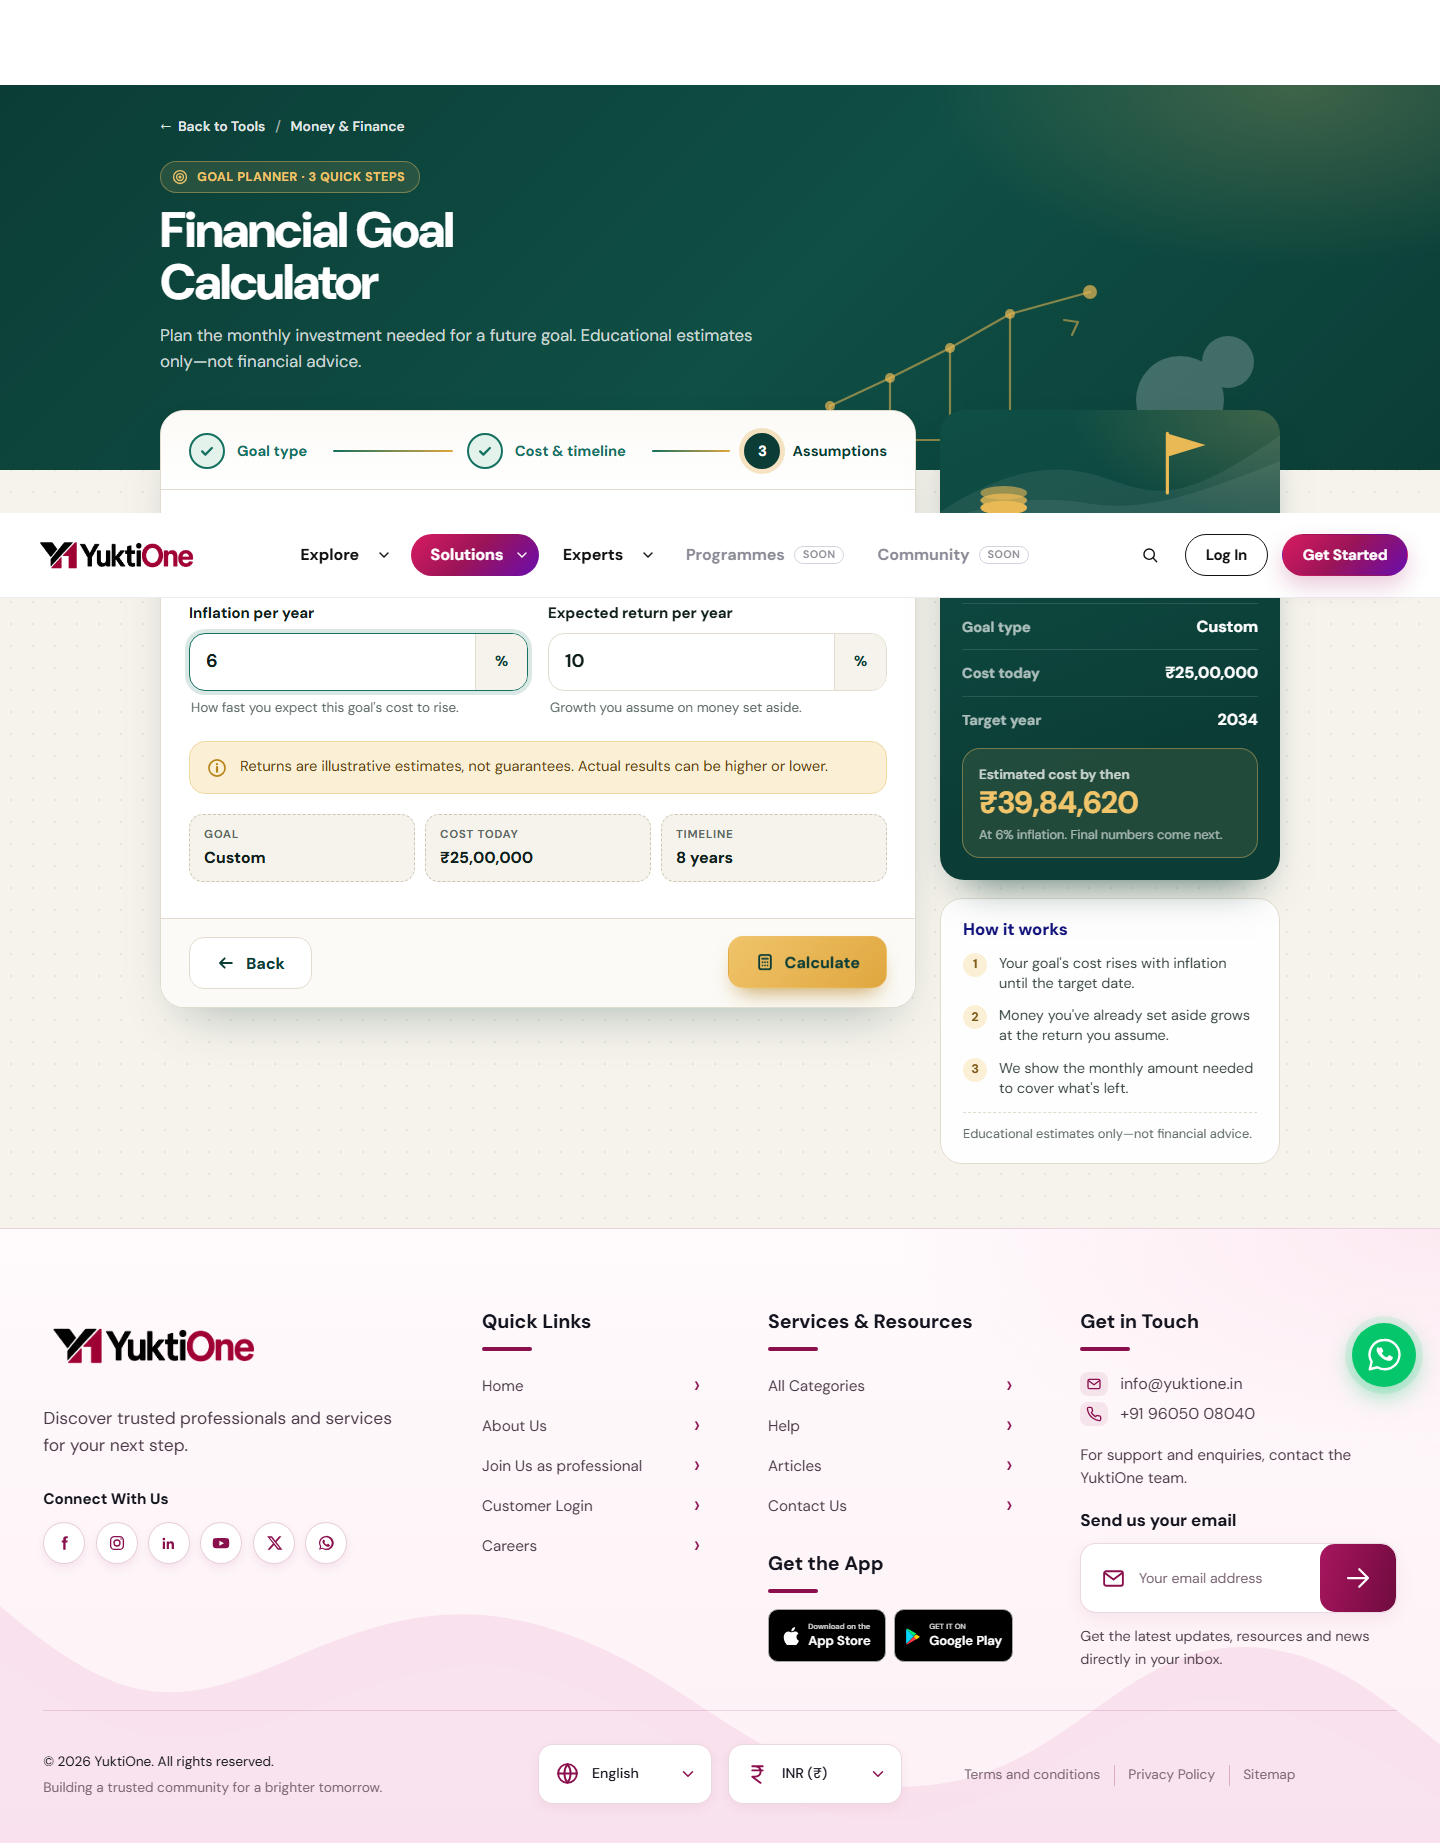 ← Back to Tools / Money & Finance
GOAL PLANNER · 3 QUICK STEPS
Financial Goal
Calculator
Plan the monthly investment needed for a future goal. Educational estimates
only—not financial advice.
Goal type
Cost & timeline
3 Assumptions
YuktiOne
Explore
Solutions
Experts
Programmes SOON
Community SOON
Log In
Get Started
Inflation per year
6 %
How fast you expect this goal's cost to rise.
Expected return per year
10 %
Growth you assume on money set aside.
Returns are illustrative estimates, not guarantees. Actual results can be higher or lower.
GOAL
Custom
COST TODAY
₹25,00,000
TIMELINE
8 years
← Back
Calculate
Goal type Custom
Cost today ₹25,00,000
Target year 2034
Estimated cost by then
₹39,84,620
At 6% inflation. Final numbers come next.
How it works
1 Your goal's cost rises with inflation
until the target date.
2 Money you've already set aside grows
at the return you assume.
3 We show the monthly amount needed
to cover what's left.
Educational estimates only—not financial advice.
YuktiOne
Discover trusted professionals and services
for your next step.
Connect With Us
Quick Links
Home ›
About Us ›
Join Us as professional ›
Customer Login ›
Careers ›
Services & Resources
All Categories ›
Help ›
Articles ›
Contact Us ›
Get the App
Download on the
App Store
GET IT ON
Google Play
Get in Touch
info@yuktione.in
+91 96050 08040
For support and enquiries, contact the
YuktiOne team.
Send us your email
Your email address
Get the latest updates, resources and news
directly in your inbox.
© 2026 YuktiOne. All rights reserved.
Building a trusted community for a brighter tomorrow.
English
₹ INR (₹)
Terms and conditions
Privacy Policy
Sitemap